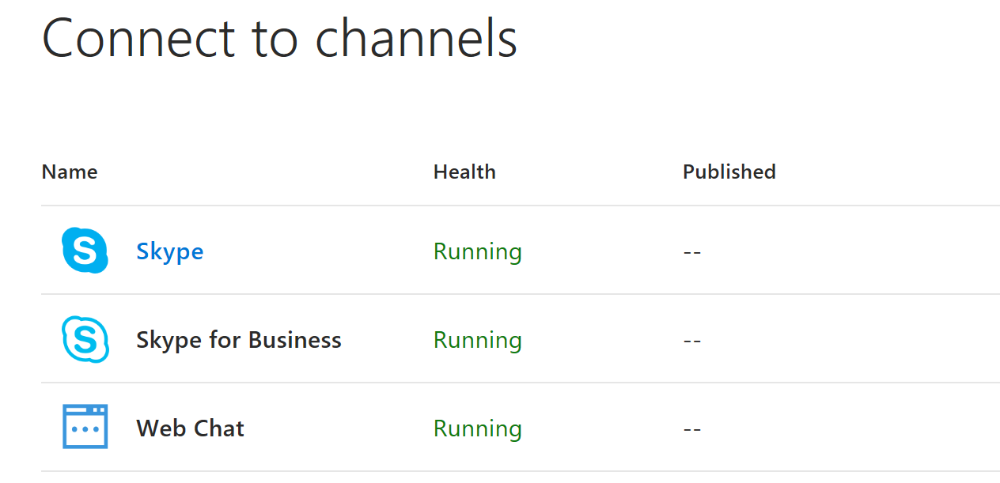 Connect to channels
Name Health Published
S Skype Running --
S Skype for Business Running --
Web Chat Running --